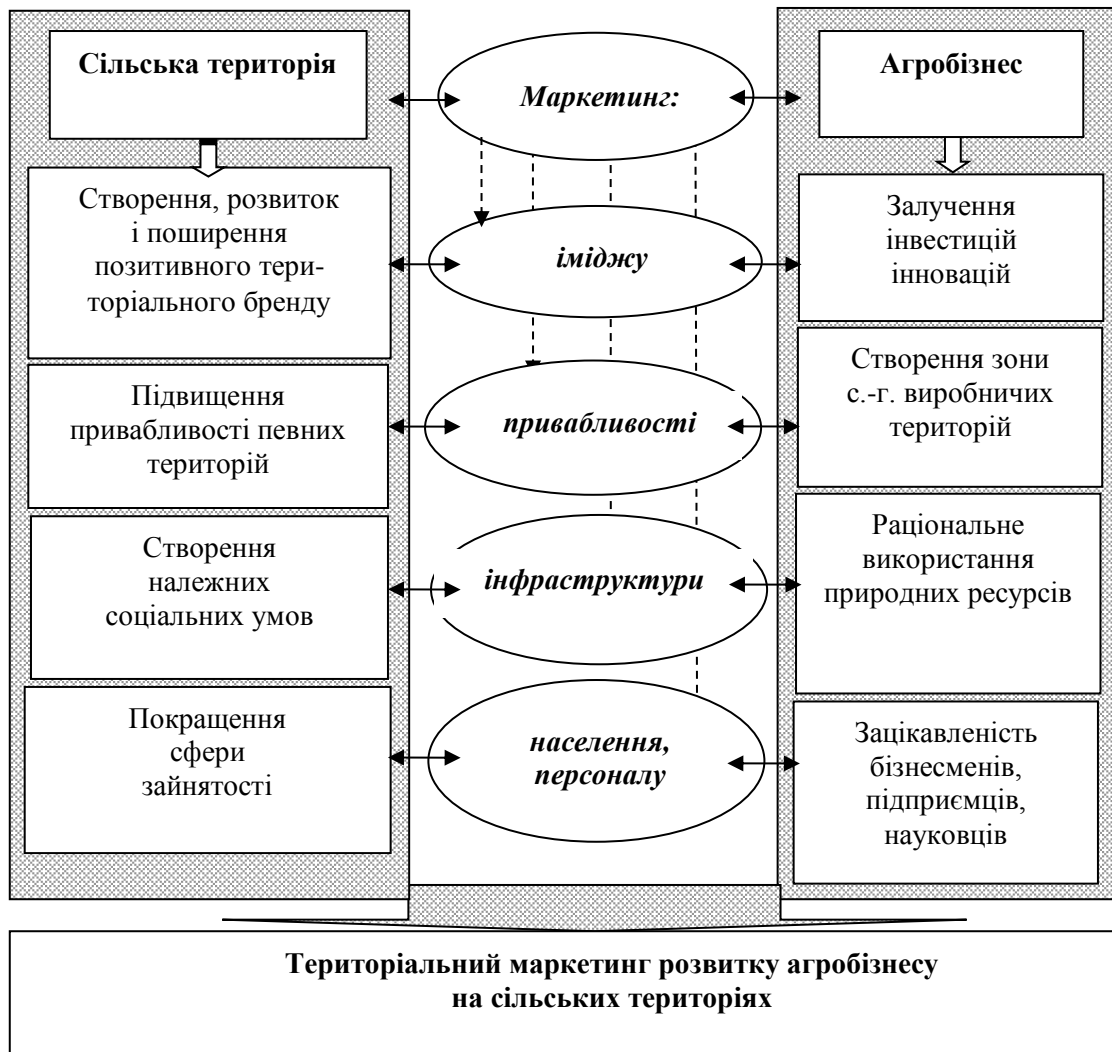 Сільська територія
Маркетинг:
Агробізнес
Створення, розвиток
і поширення
позитивного тери-
торіального бренду
іміджу
Залучення
інвестицій
інновацій
Підвищення
привабливості певних
територій
привабливості
Створення зони
с.-г. виробничих
територій
Створення
належних
соціальних умов
інфраструктури
Раціональне
використання
природних ресурсів
Покращення
сфери
зайнятості
населення,
персоналу
Зацікавленість
бізнесменів,
підприємців,
науковців
Територіальний маркетинг розвитку агробізнесу
на сільських територіях